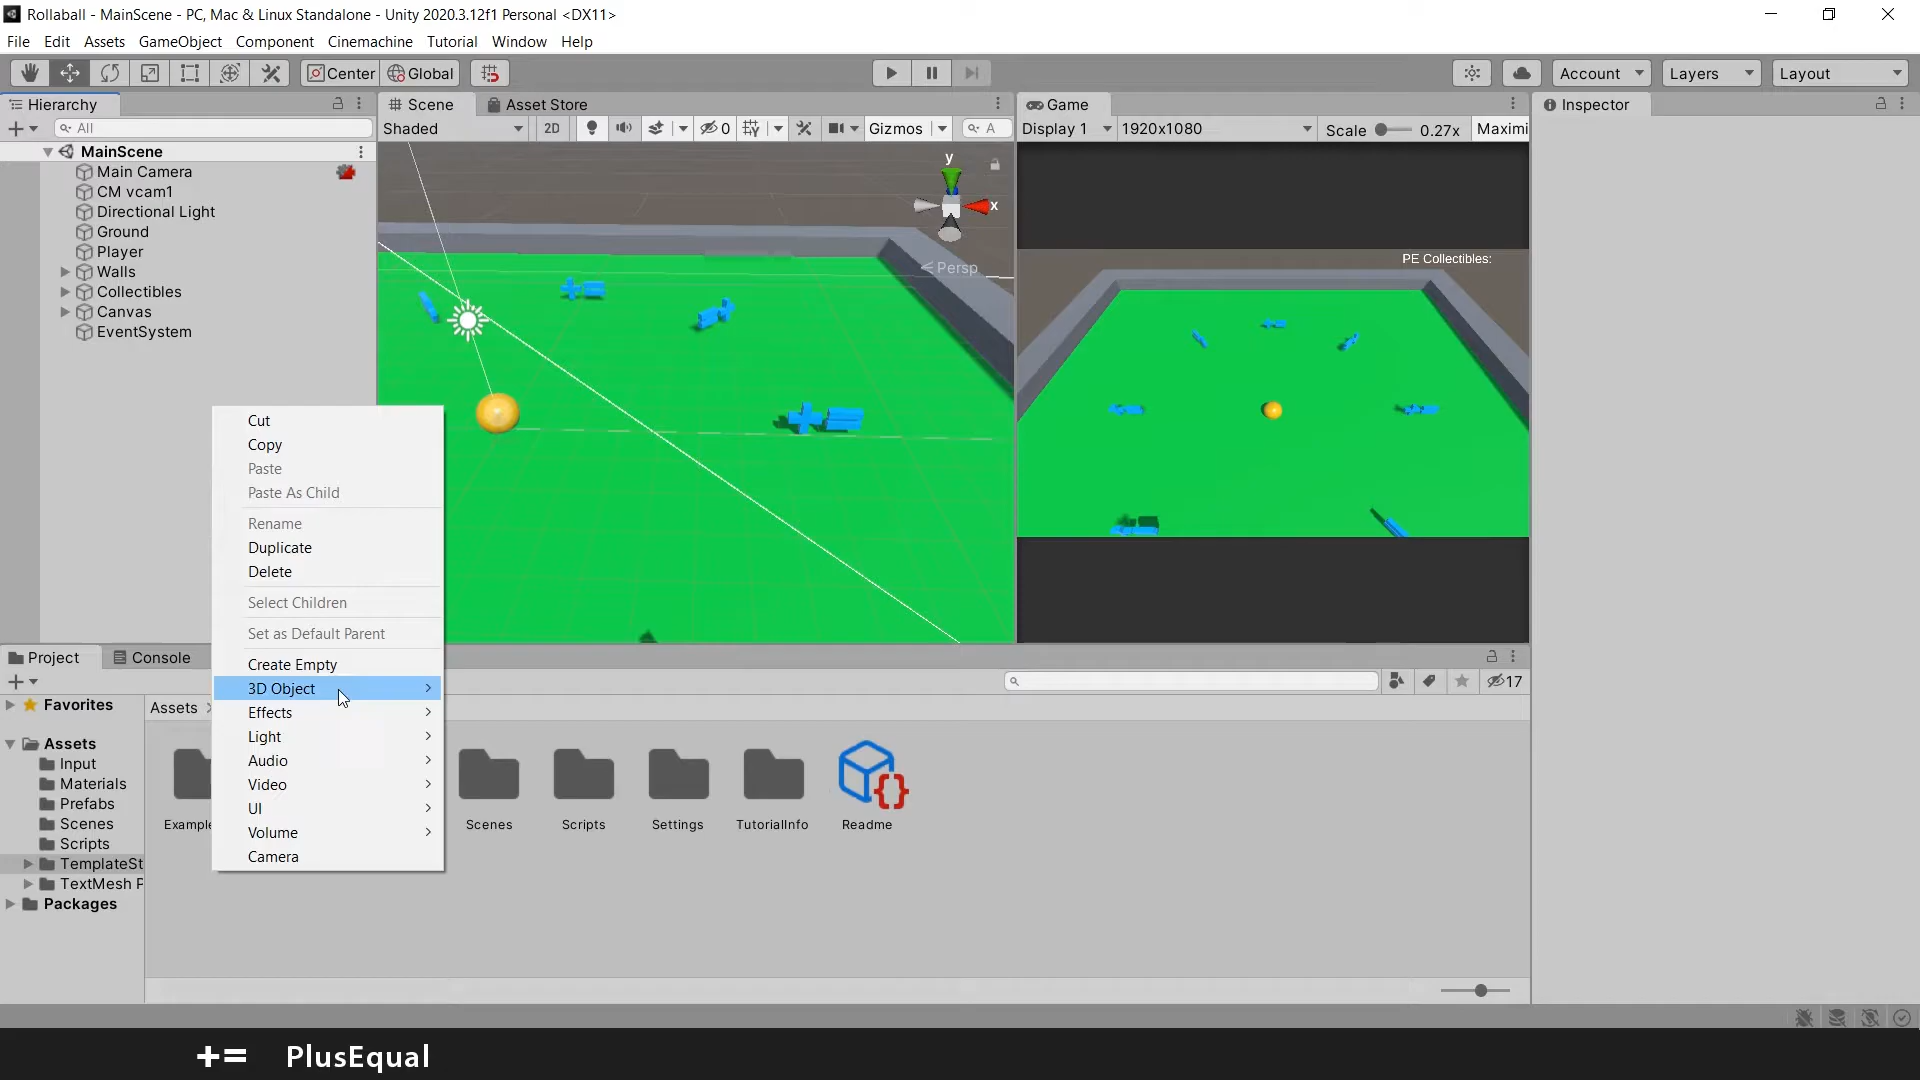 Rollaball - MainScene - PC, Mac & Linux Standalone - Unity 2020.3.12f1 Personal <DX11>
File Edit Assets GameObject Component Cinemachine Tutorial Window Help
Center Global Account Layers Layout
Hierarchy
All
MainScene
Main Camera
CM vcam1
Directional Light
Ground
Player
Walls
Collectibles
Canvas
EventSystem
Scene Asset Store
Shaded 2D 0 Gizmos A
y
x
< Persp
Game
Display 1 1920x1080 Scale 0.27x Maximi
PE Collectibles:
Inspector
Cut
Copy
Paste
Paste As Child
Rename
Duplicate
Delete
Select Children
Set as Default Parent
Create Empty
3D Object
Effects
Light
Audio
Video
UI
Volume
Camera
Project Console
17
Favorites
Assets
Input
Materials
Prefabs
Scenes
Scripts
TemplateSt
TextMesh P
Packages
Assets >
Example
Scenes
Scripts
Settings
TutorialInfo
Readme
+= PlusEqual